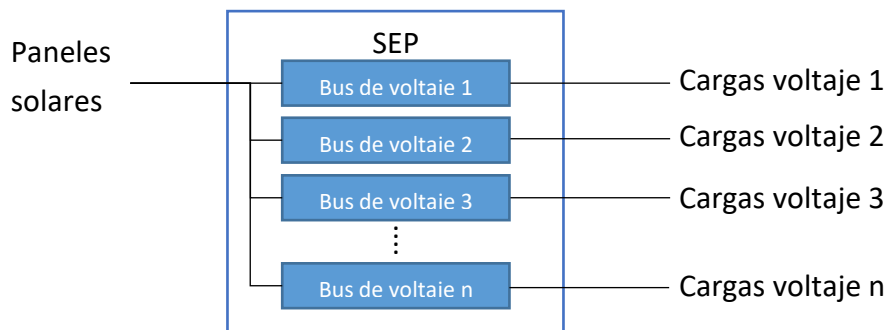 SEP
Paneles
solares
Bus de voltaie 1
Cargas voltaje 1
Bus de voltaie 2
Cargas voltaje 2
Bus de voltaie 3
Cargas voltaje 3
Bus de voltaie n
Cargas voltaje n